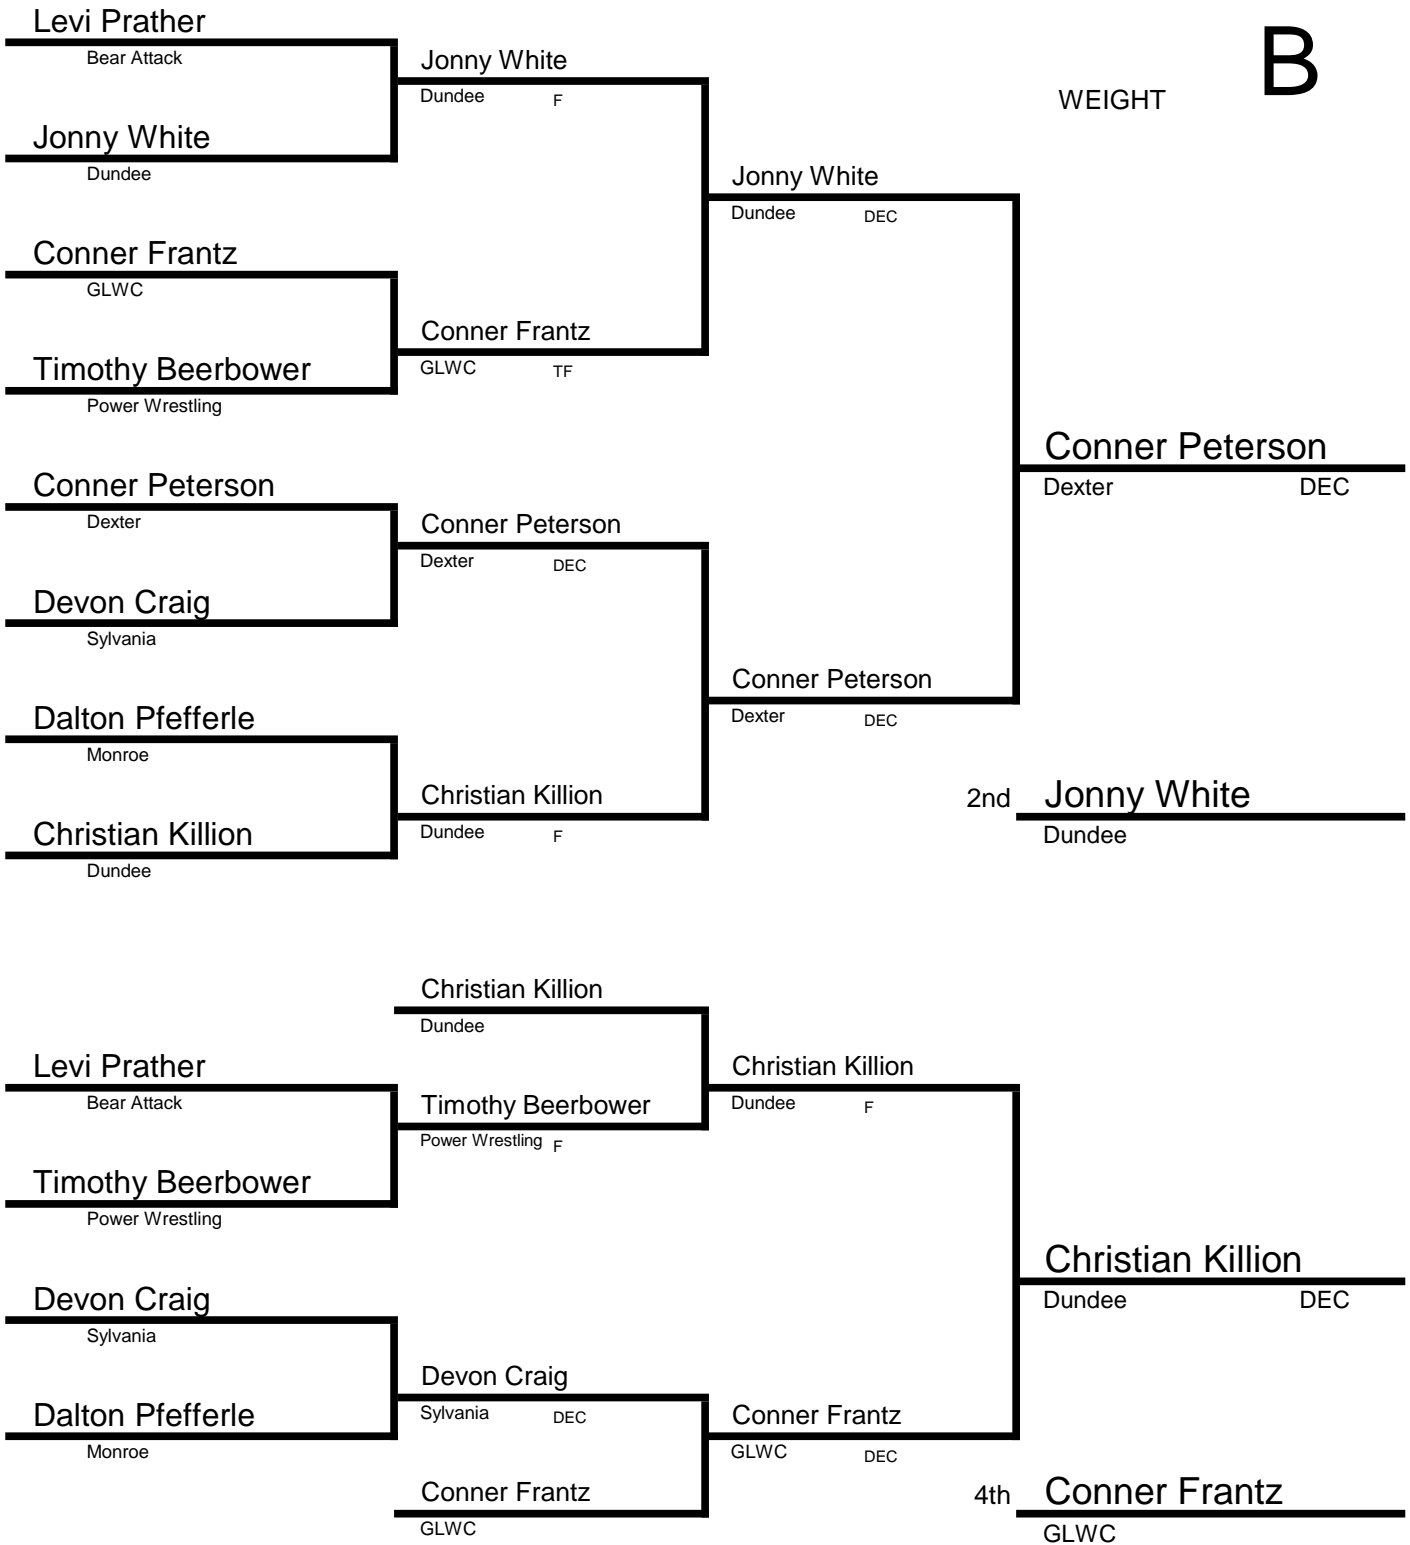 Levi Prather
Bear Attack
Jonny White
Dundee F
B
WEIGHT
Jonny White
Dundee
Jonny White
Dundee DEC
Conner Frantz
GLWC
Conner Frantz
GLWC TF
Timothy Beerbower
Power Wrestling
Conner Peterson
Dexter DEC
Conner Peterson
Dexter
Conner Peterson
Dexter DEC
Devon Craig
Sylvania
Conner Peterson
Dexter DEC
Dalton Pfefferle
Monroe
Christian Killion
Dundee F
2nd Jonny White
Dundee
Christian Killion
Dundee
Christian Killion
Dundee
Levi Prather
Bear Attack
Christian Killion
Dundee F
Timothy Beerbower
Power Wrestling F
Timothy Beerbower
Power Wrestling
Christian Killion
Dundee DEC
Devon Craig
Sylvania
Devon Craig
Sylvania DEC
Dalton Pfefferle
Monroe
Conner Frantz
GLWC DEC
Conner Frantz
GLWC
4th Conner Frantz
GLWC